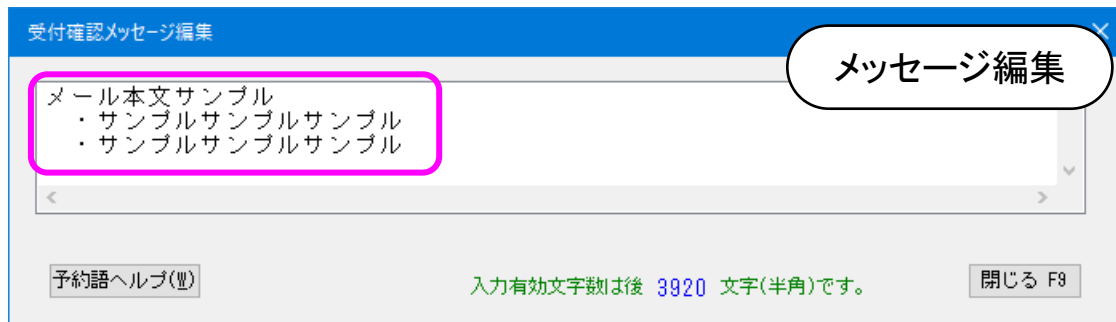 受付確認メッセージ編集
メッセージ編集
メール本文サンプル
・サンプルサンプルサンプル
・サンプルサンプルサンプル
予約語ヘルプ(W)
入力有効文字数は後 3920 文字(半角)です。
閉じる F9